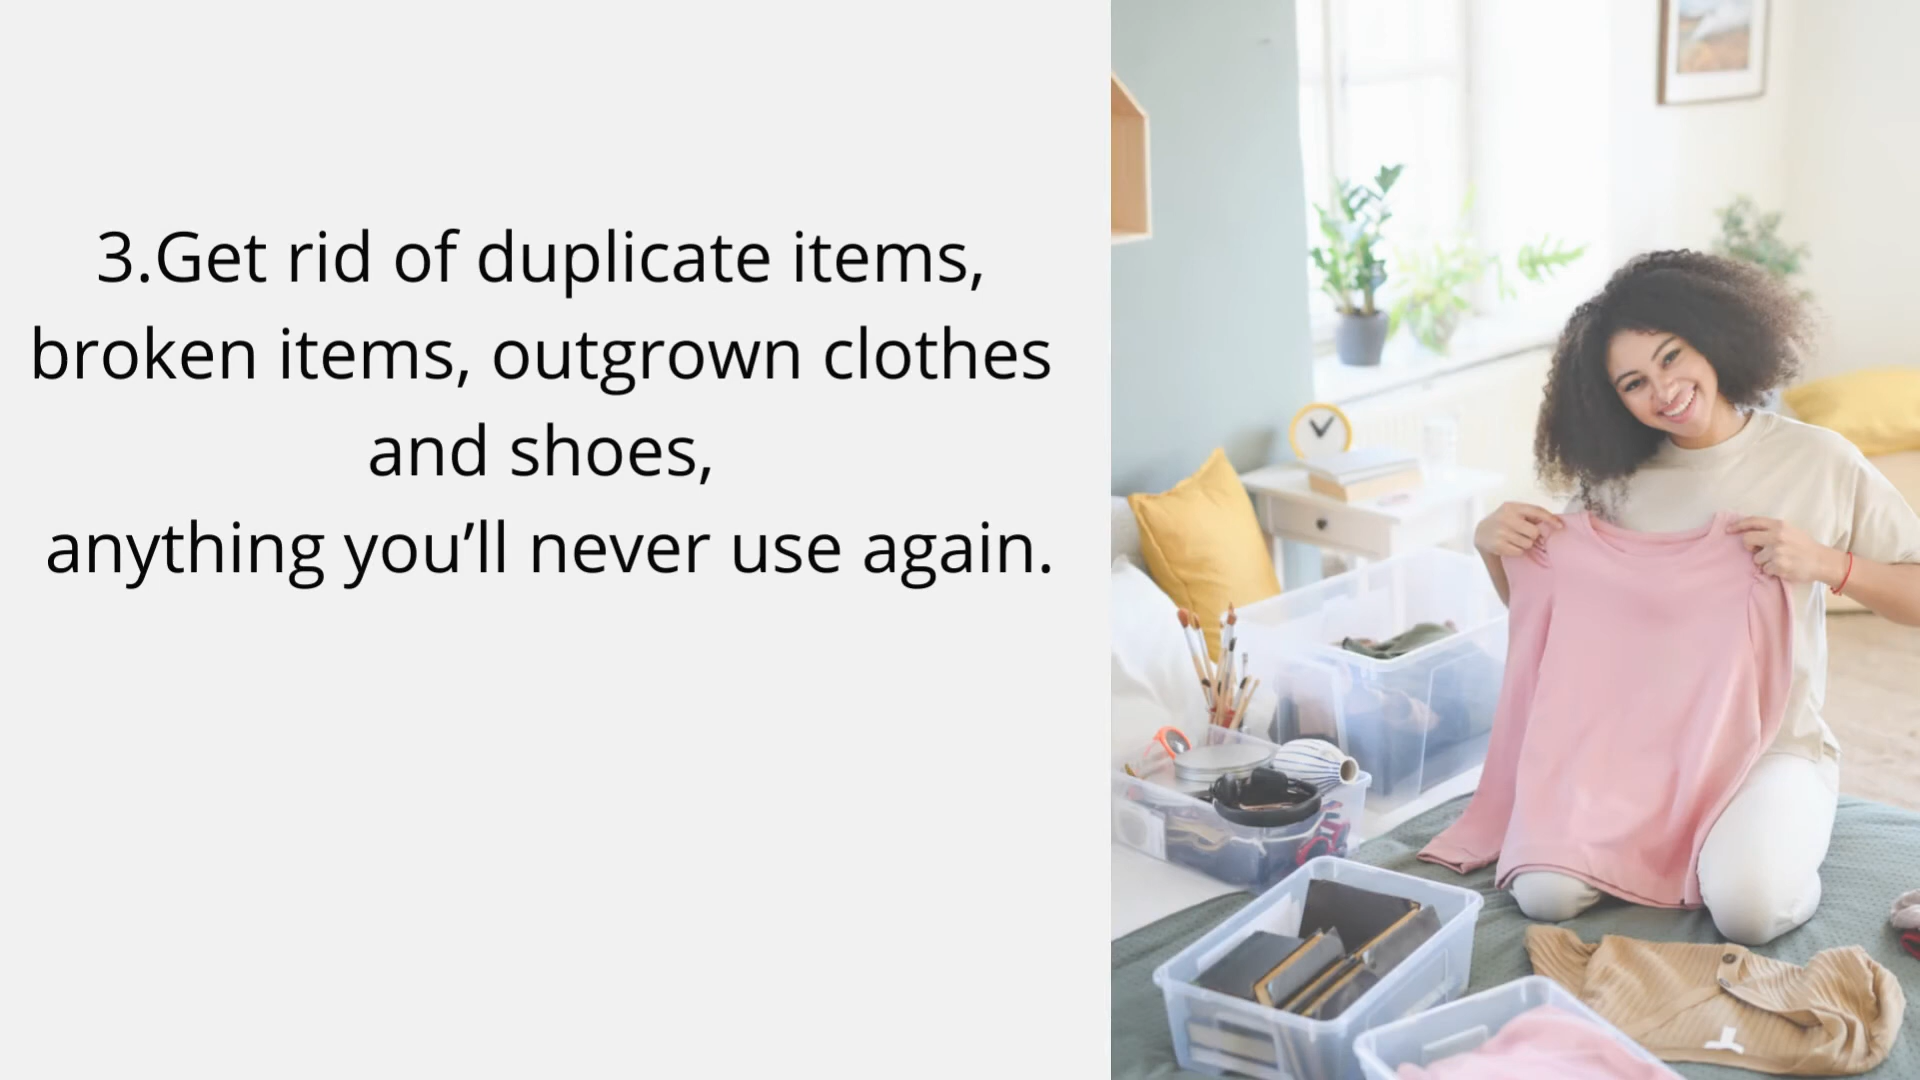 3.Get rid of duplicate items,
broken items, outgrown clothes
and shoes,
anything you’ll never use again.